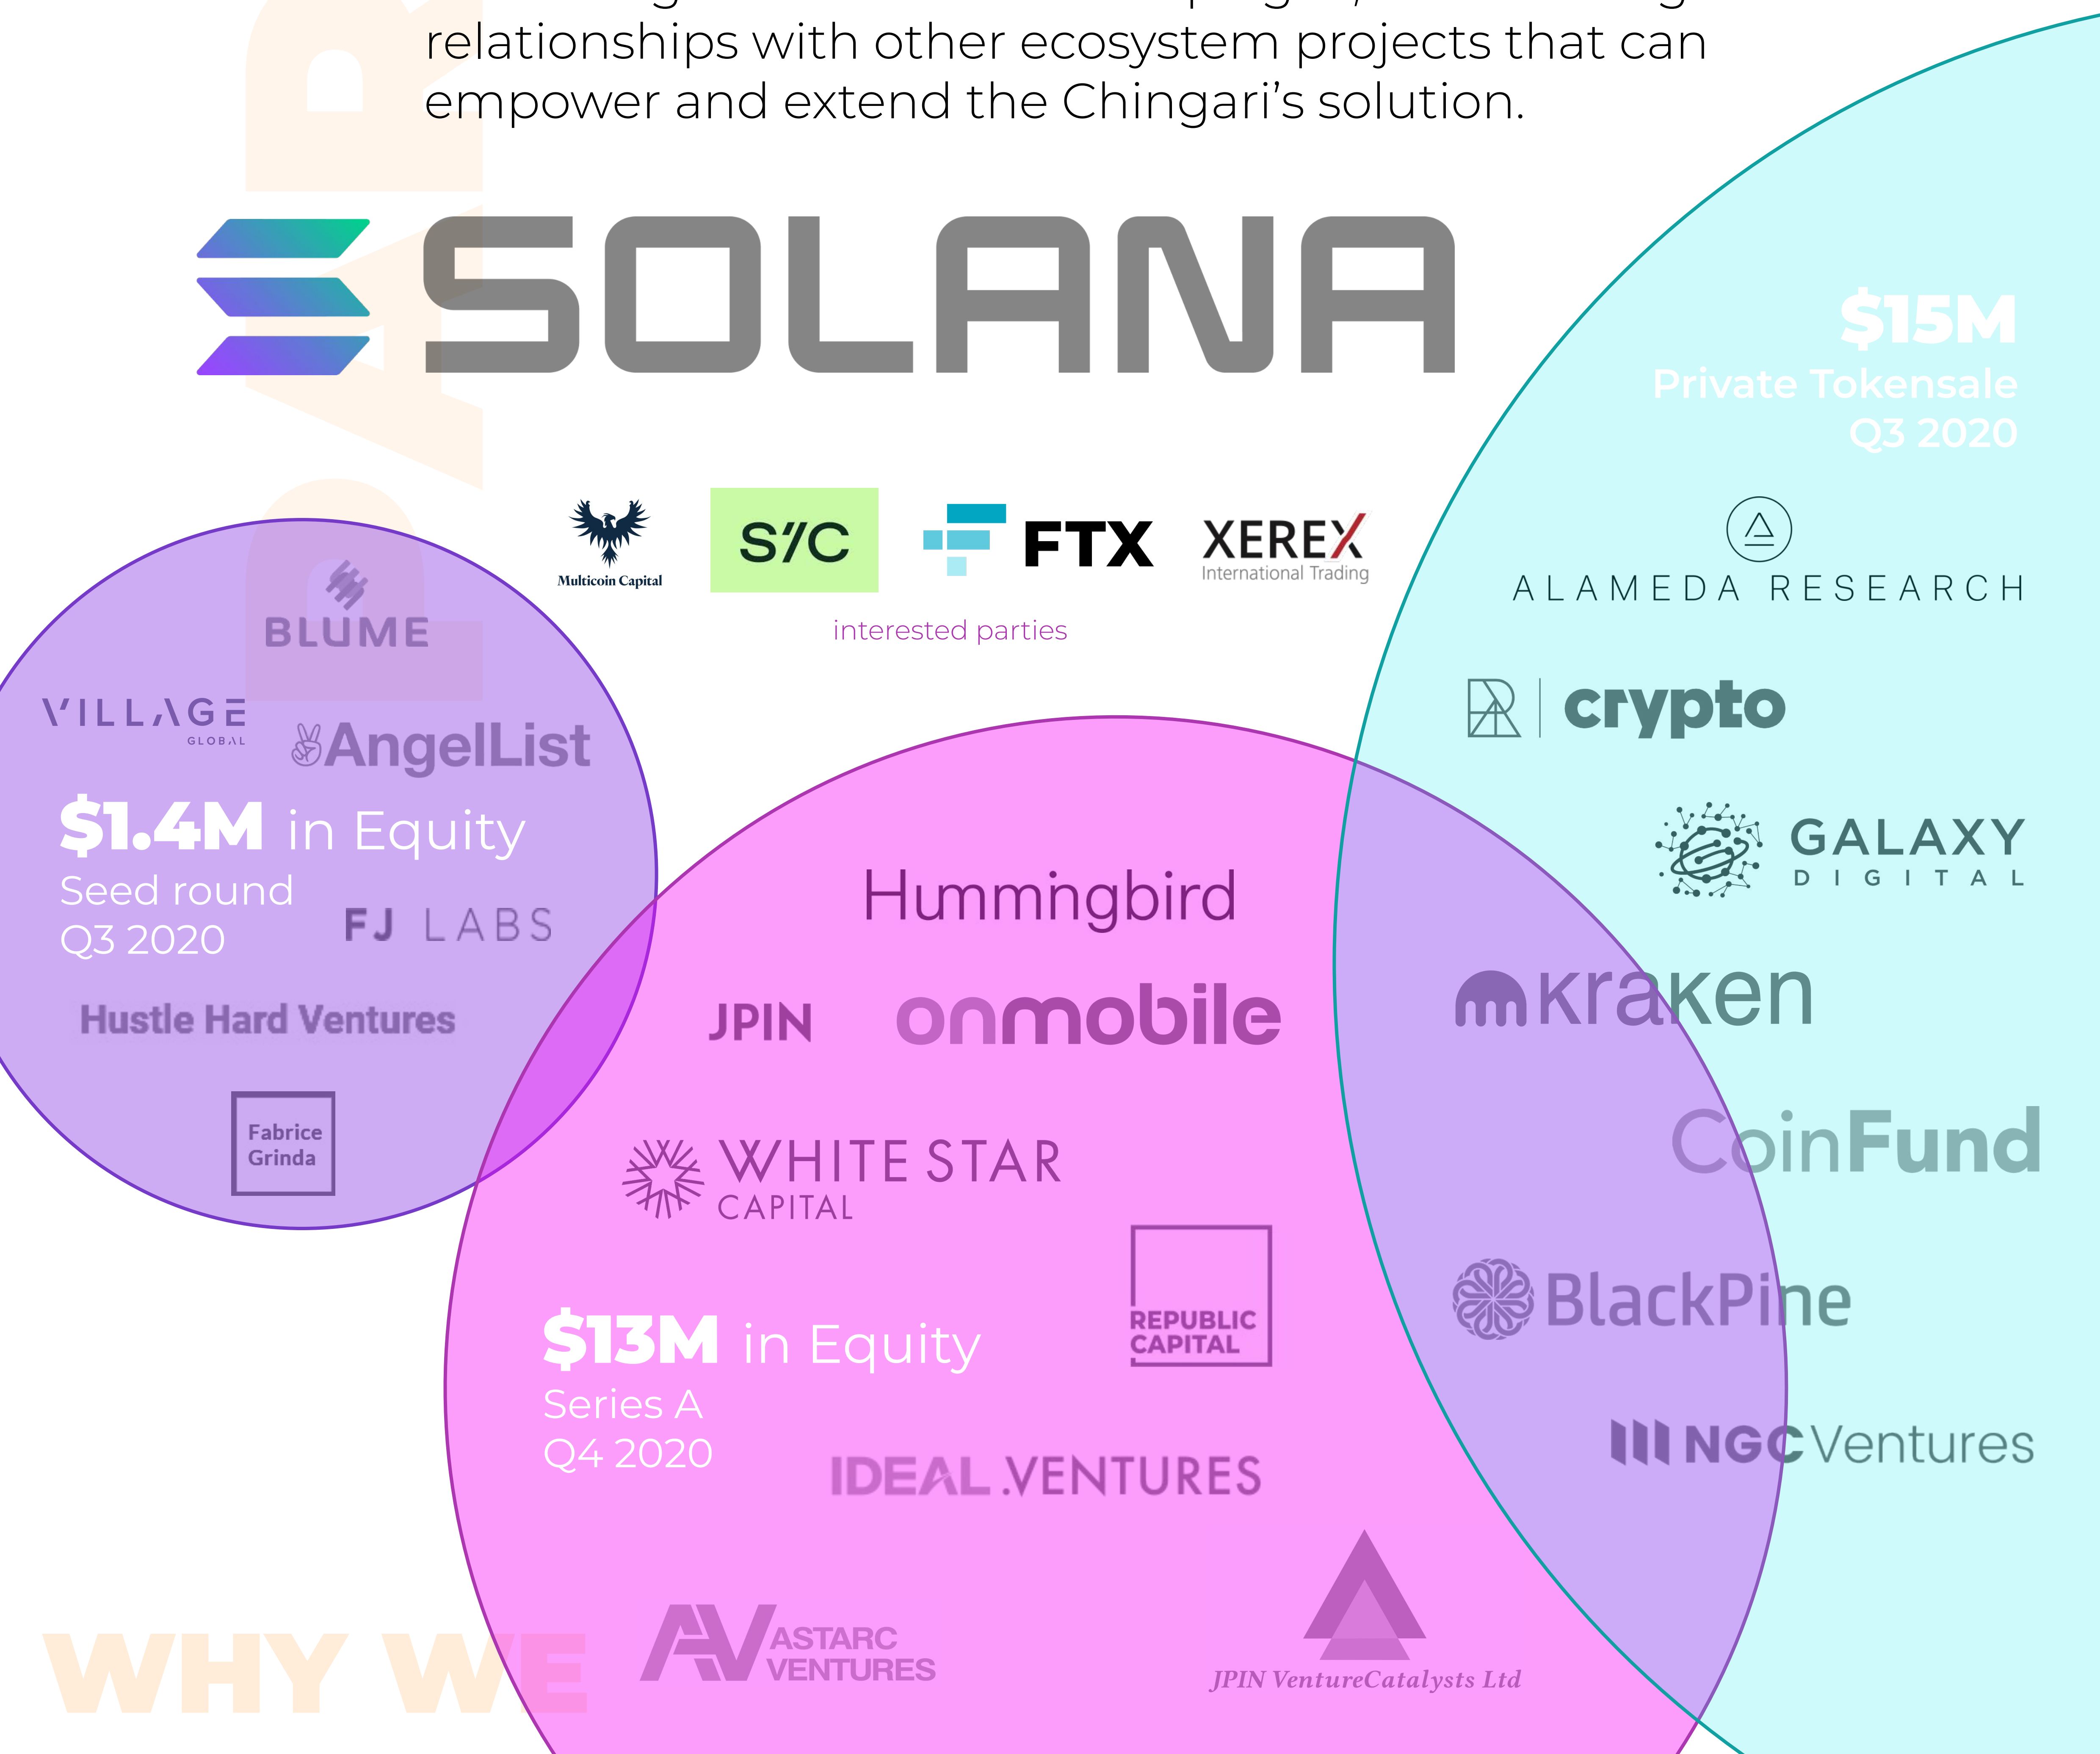 relationships with other ecosystem projects that can
empower and extend the Chingari’s solution.
SOLANA
$15M
Private Tokensale
Q3 2020
Multicoin Capital
FTX
XEREX
International Trading
interested parties
ALAMEDA RESEARCH
BLUME
VILLAGE
GLOBAL
AngelList
crypto
$1.4M in Equity
Seed round
Q3 2020
FJ LABS
Hustle Hard Ventures
Fabrice
Grinda
GALAXY
DIGITAL
Hummingbird
JPIN
onmobile
kraken
CoinFund
WHITE STAR
CAPITAL
REPUBLIC
CAPITAL
BlackPine
$13M in Equity
Series A
Q4 2020
NGC Ventures
IDEAL.VENTURES
AV ASTARC
VENTURES
JPIN VentureCatalysts Ltd
WHY WE